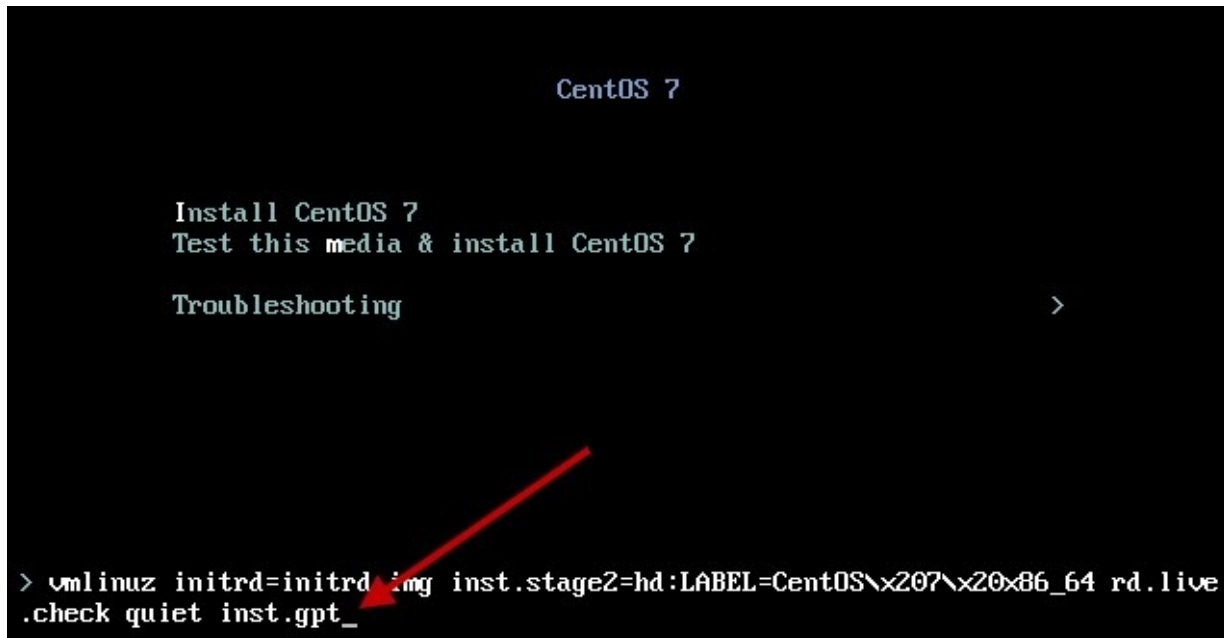 CentOS 7
Install CentOS 7
Test this media & install CentOS 7
Troubleshooting >
> vmlinuz initrd=initrd.img inst.stage2=hd:LABEL=CentOS\x207\x20x86_64 rd.live
.check quiet inst.gpt_